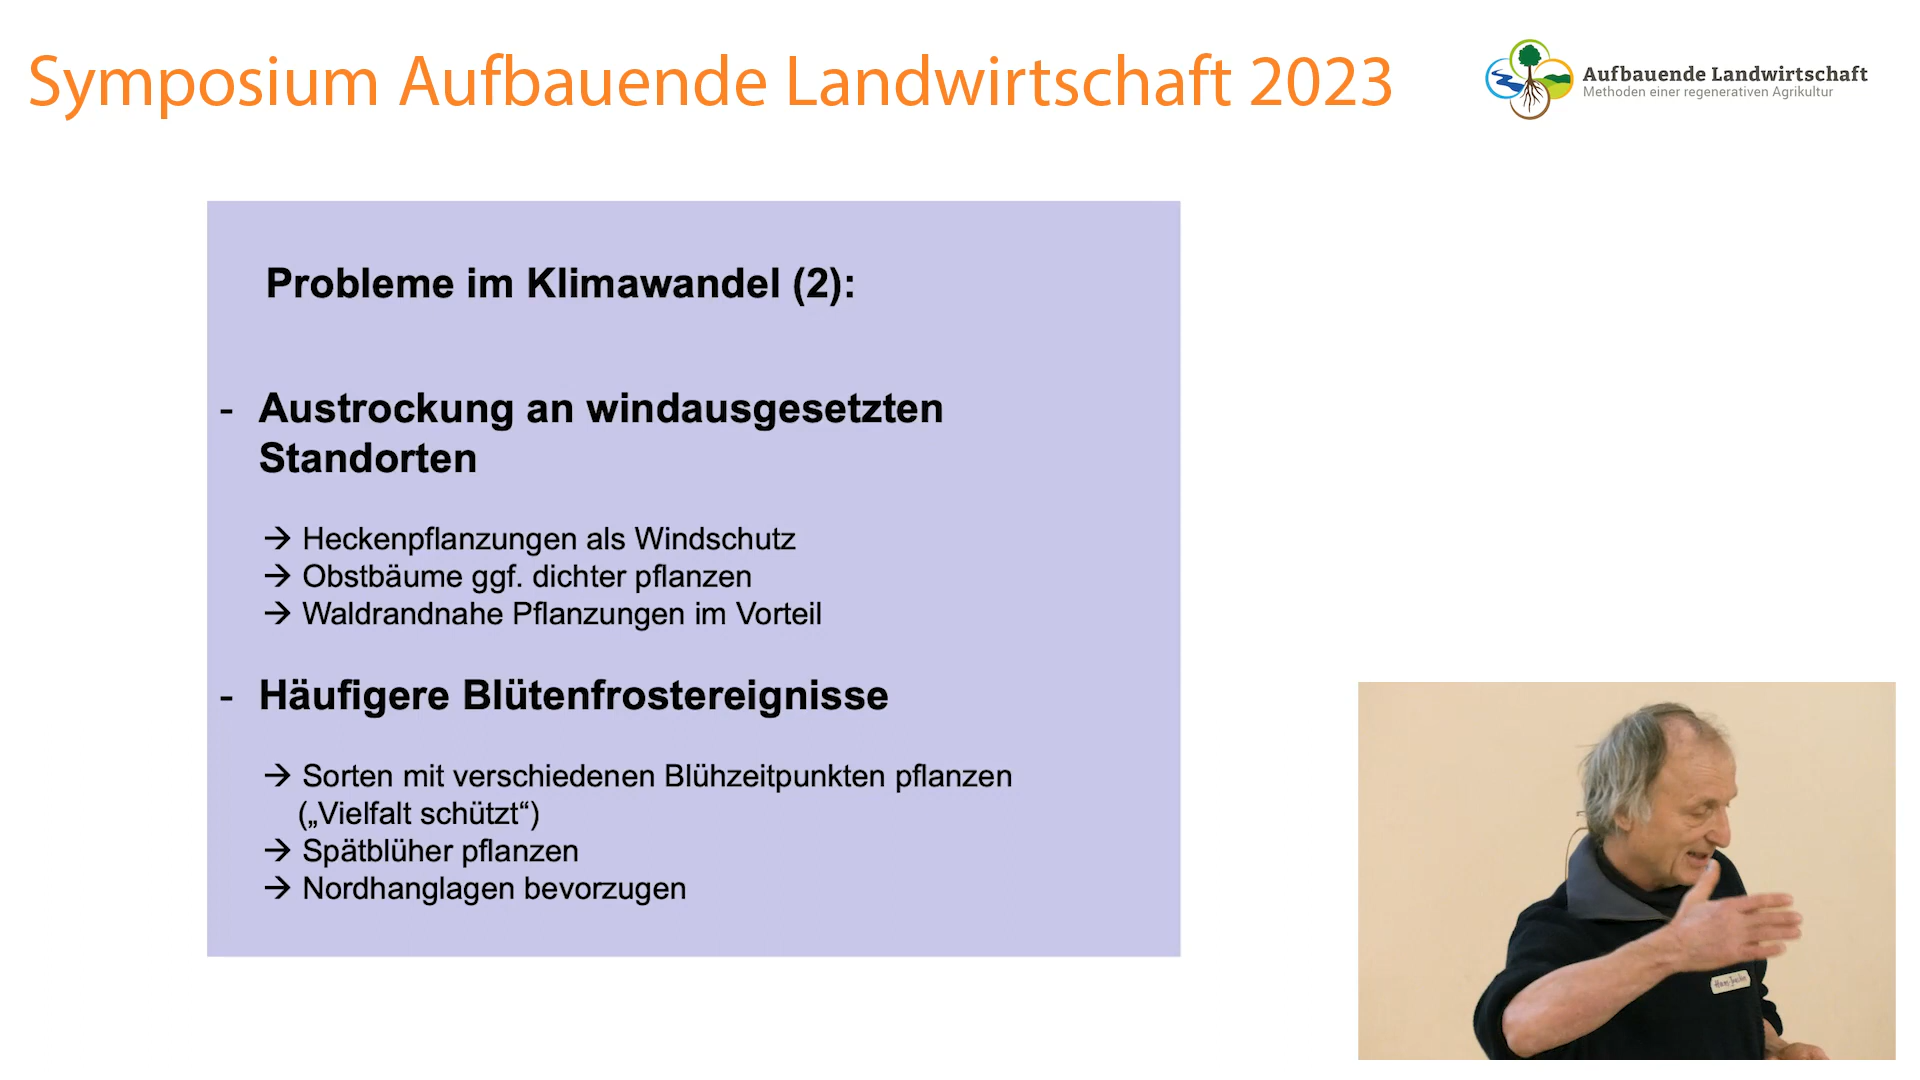 Symposium Aufbauende Landwirtschaft 2023
Aufbauende Landwirtschaft
Methoden einer regenerativen Agrikultur
Probleme im Klimawandel (2):
- Austrockung an windausgesetzten
Standorten
→ Heckenpflanzungen als Windschutz
→ Obstbäume ggf. dichter pflanzen
→ Waldrandnahe Pflanzungen im Vorteil
- Häufigere Blütenfrostereignisse
→ Sorten mit verschiedenen Blühzeitpunkten pflanzen
(„Vielfalt schützt“)
→ Spätblüher pflanzen
→ Nordhanglagen bevorzugen